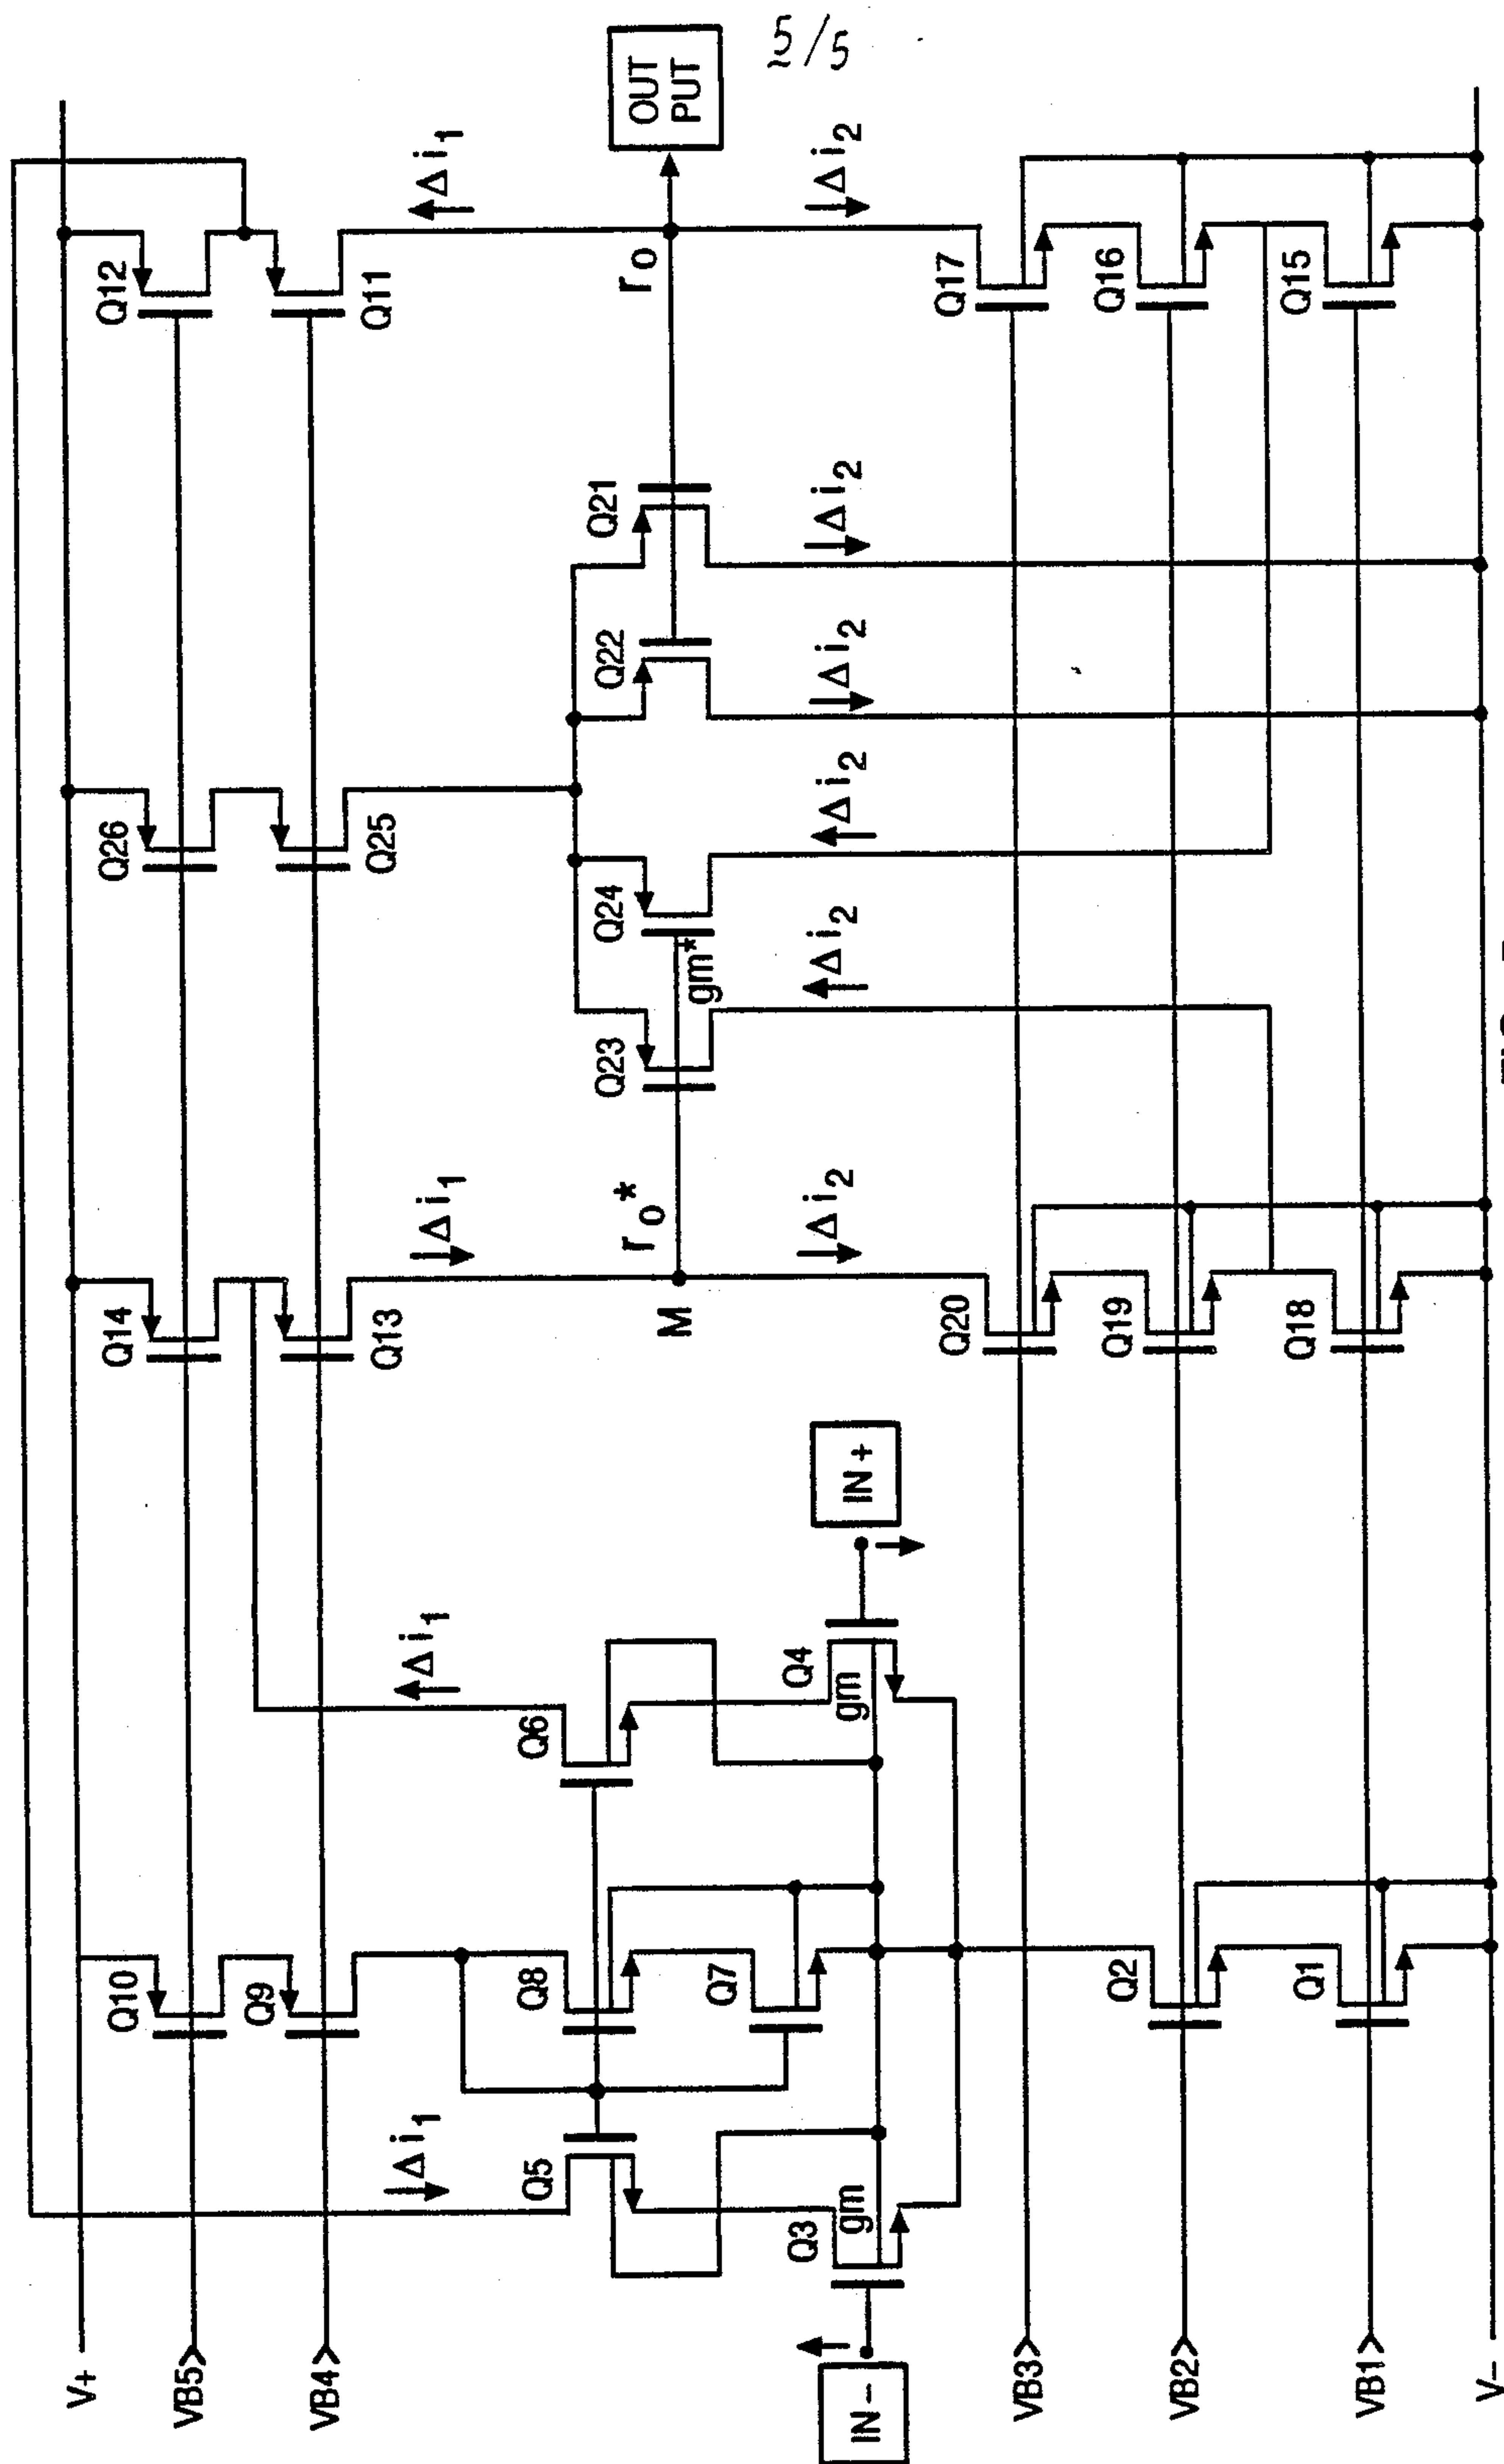 5/5
V+
VB5>
VB4>
VB3>
VB2>
VB1>
V–
IN –
IN +
OUT
PUT
Q10
Q9
Q8
Q7
Q5
Q3
gm
Q6
Q4
gm
Q2
Q1
Δi1
Δi1
Q14
Q13
Δi1
M
ro*
Δi2
Q20
Q19
Q18
Q26
Q25
Q23
Q24
gm*
Q22
Q21
Δi2
Δi2
Δi2
Δi2
Q12
Q11
Δi1
ro
Δi2
Q17
Q16
Q15